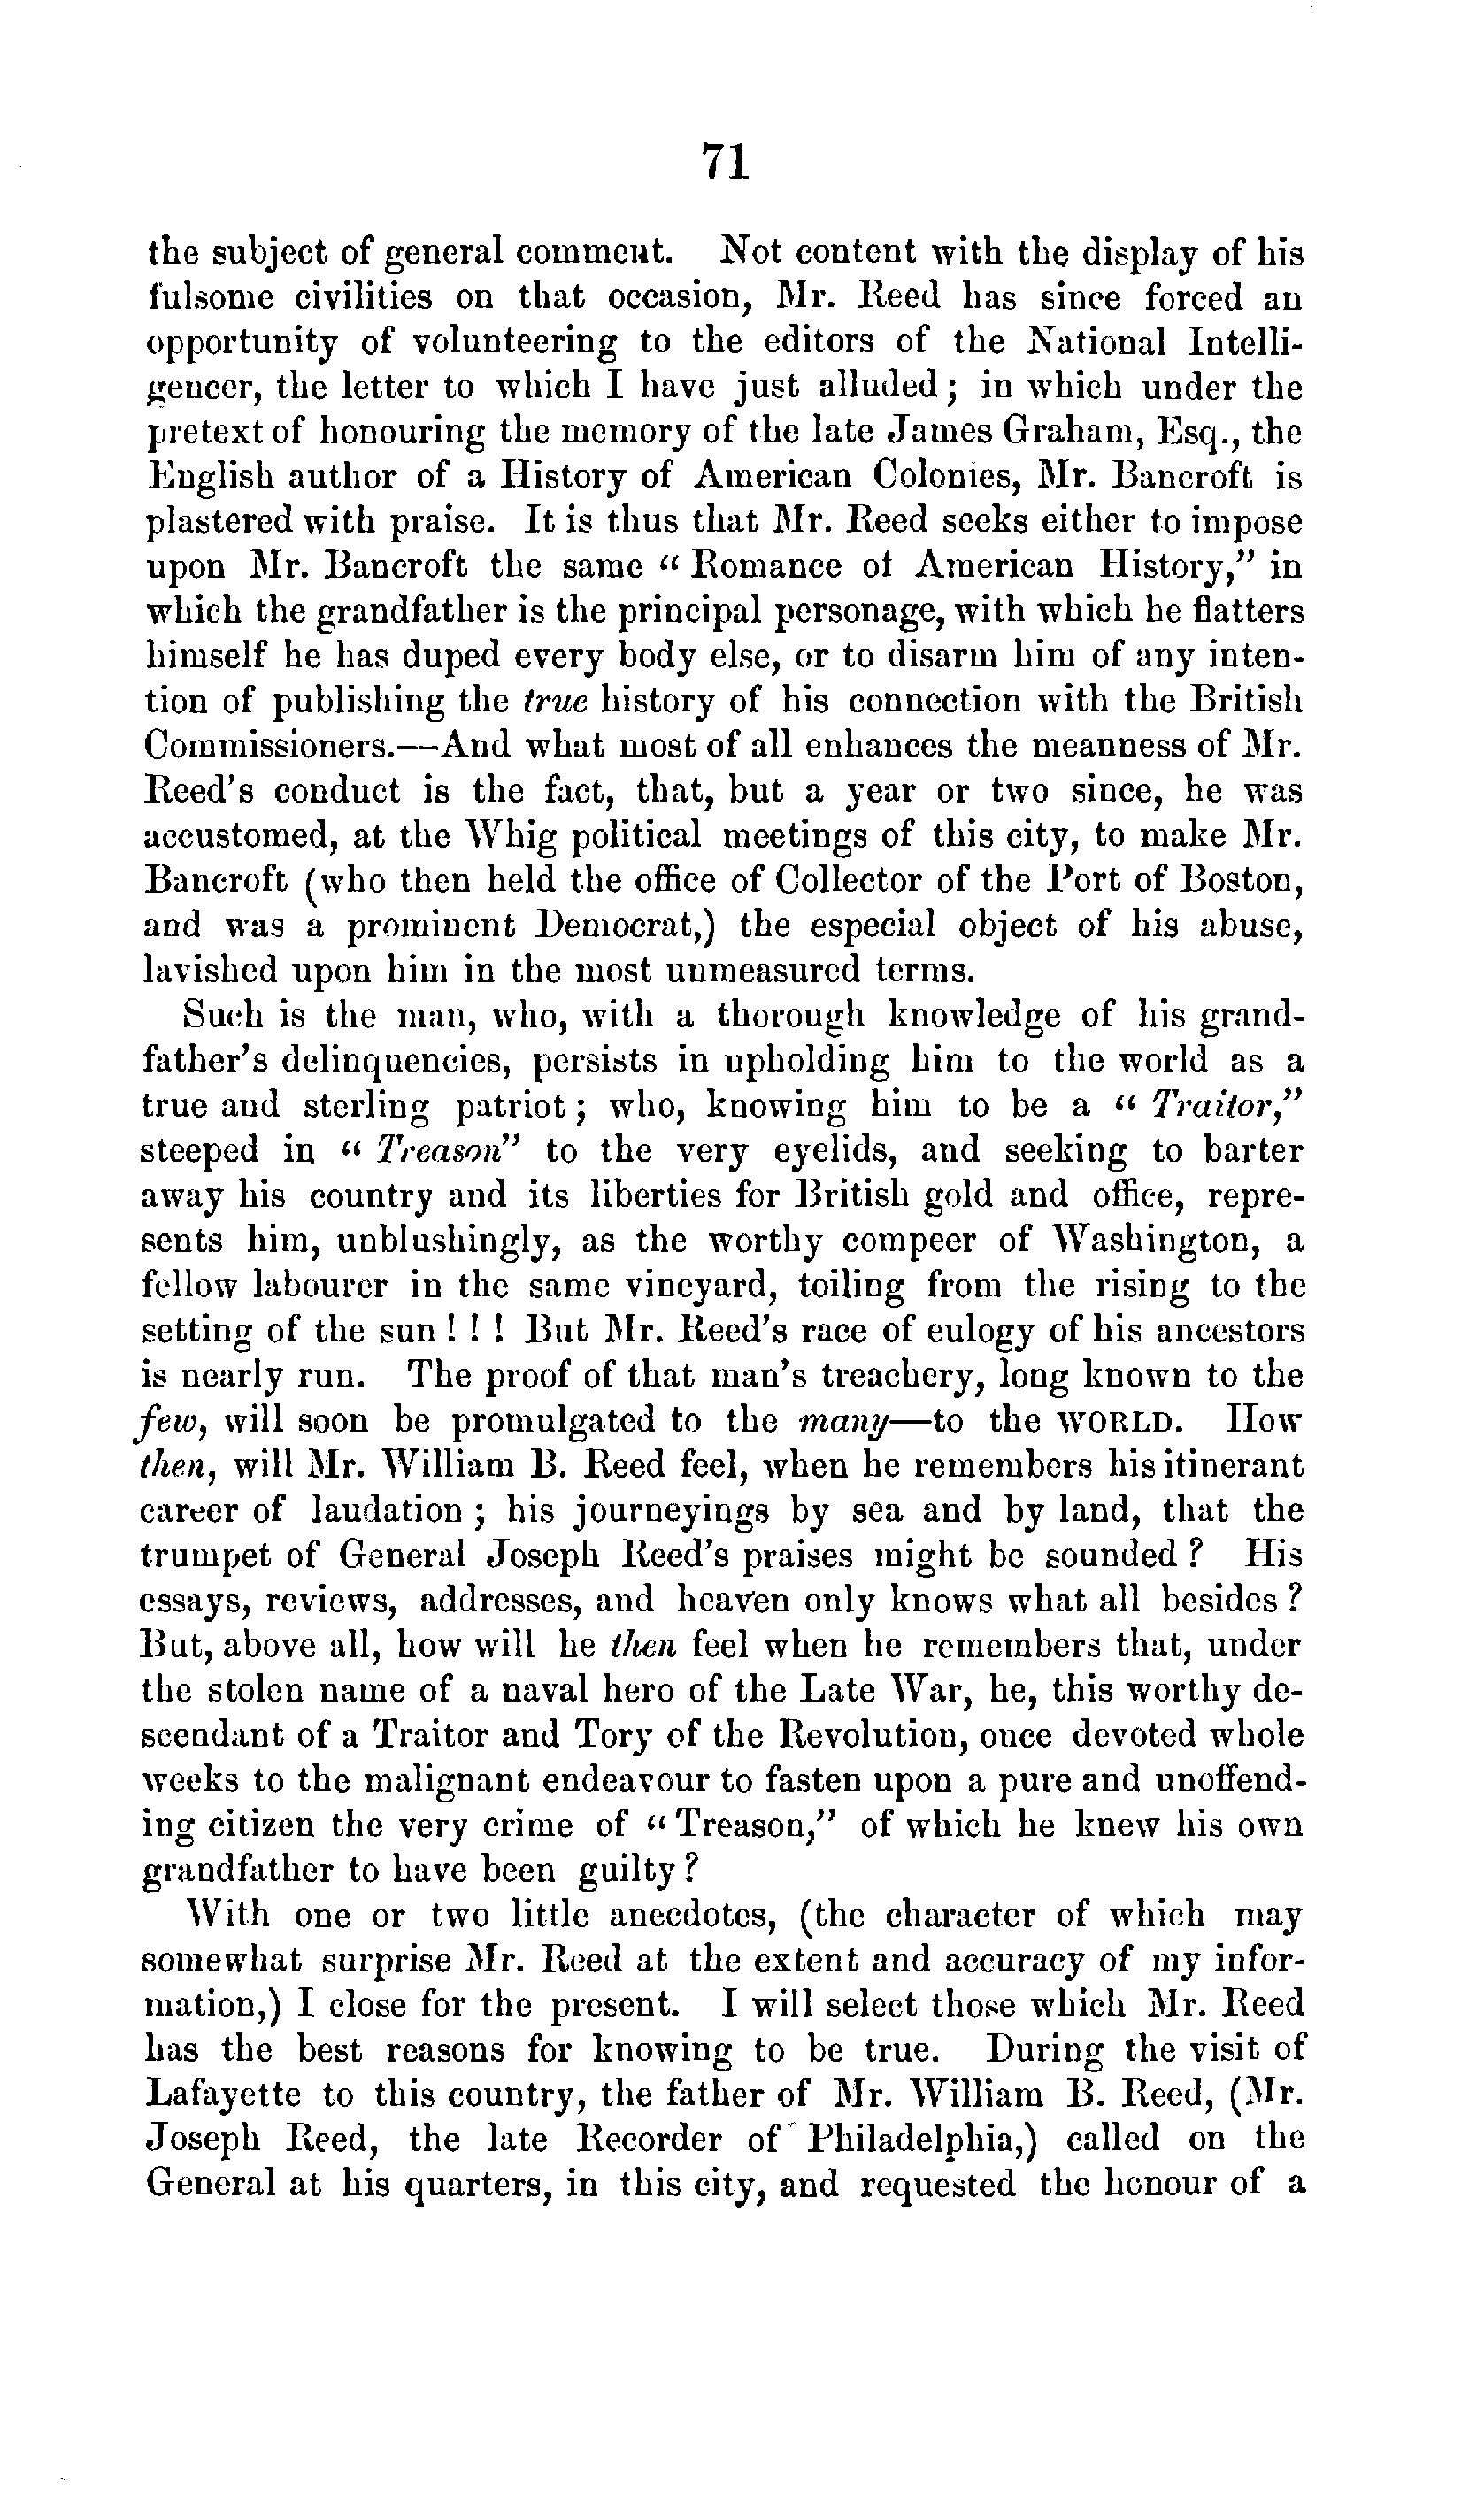 71
the subject of general comment. Not content with the display of his
fulsome civilities on that occasion, Mr. Reed has since forced an
opportunity of volunteering to the editors of the National Intelli-
gencer, the letter to which I have just alluded; in which under the
pretext of honouring the memory of the late James Graham, Esq., the
English author of a History of American Colonies, Mr. Bancroft is
plastered with praise. It is thus that Mr. Reed seeks either to impose
upon Mr. Bancroft the same "Romance of American History," in
which the grandfather is the principal personage, with which he flatters
himself he has duped every body else, or to disarm him of any inten-
tion of publishing the true history of his connection with the British
Commissioners.—And what most of all enhances the meanness of Mr.
Reed's conduct is the fact, that, but a year or two since, he was
accustomed, at the Whig political meetings of this city, to make Mr.
Bancroft (who then held the office of Collector of the Port of Boston,
and was a prominent Democrat,) the especial object of his abuse,
lavished upon him in the most unmeasured terms.
Such is the man, who, with a thorough knowledge of his grand-
father's delinquencies, persists in upholding him to the world as a
true and sterling patriot; who, knowing him to be a "Traitor,"
steeped in "Treason" to the very eyelids, and seeking to barter
away his country and its liberties for British gold and office, repre-
sents him, unblushingly, as the worthy compeer of Washington, a
fellow labourer in the same vineyard, toiling from the rising to the
setting of the sun!!! But Mr. Reed's race of eulogy of his ancestors
is nearly run. The proof of that man's treachery, long known to the
few, will soon be promulgated to the many—to the WORLD. How
then, will Mr. William B. Reed feel, when he remembers his itinerant
career of laudation; his journeyings by sea and by land, that the
trumpet of General Joseph Reed's praises might be sounded? His
essays, reviews, addresses, and heaven only knows what all besides?
But, above all, how will he then feel when he remembers that, under
the stolen name of a naval hero of the Late War, he, this worthy de-
scendant of a Traitor and Tory of the Revolution, once devoted whole
weeks to the malignant endeavour to fasten upon a pure and unoffend-
ing citizen the very crime of "Treason," of which he knew his own
grandfather to have been guilty?
With one or two little anecdotes, (the character of which may
somewhat surprise Mr. Reed at the extent and accuracy of my infor-
mation,) I close for the present. I will select those which Mr. Reed
has the best reasons for knowing to be true. During the visit of
Lafayette to this country, the father of Mr. William B. Reed, (Mr.
Joseph Reed, the late Recorder of Philadelphia,) called on the
General at his quarters, in this city, and requested the honour of a